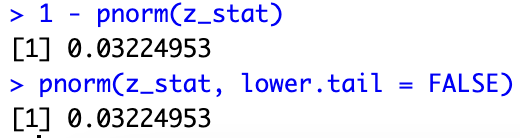 > 1 - pnorm(z_stat)
[1] 0.03224953
> pnorm(z_stat, lower.tail = FALSE)
[1] 0.03224953